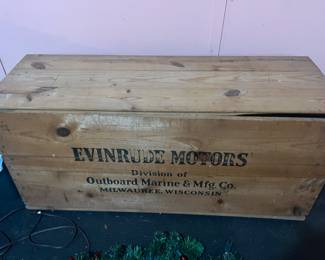 EVINRUDE MOTORS
Division of
Outboard Marine & Mfg. Co.
MILWAUKEE, WISCONSIN